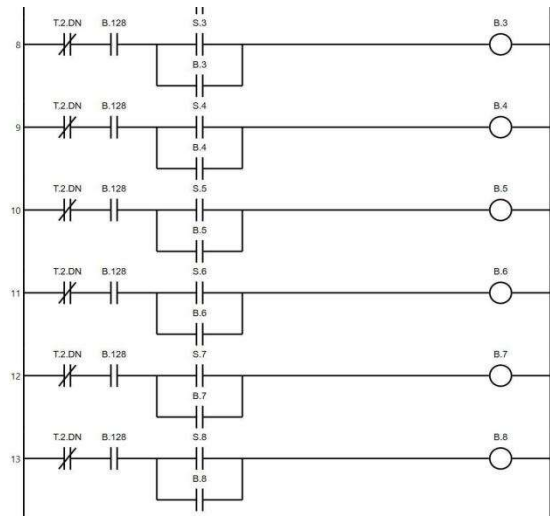 T.2.DN B.128 S.3 B.3
8
B.3
T.2.DN B.128 S.4 B.4
9
B.4
T.2.DN B.128 S.5 B.5
10
B.5
T.2.DN B.128 S.6 B.6
11
B.6
T.2.DN B.128 S.7 B.7
12
B.7
T.2.DN B.128 S.8 B.8
13
B.8